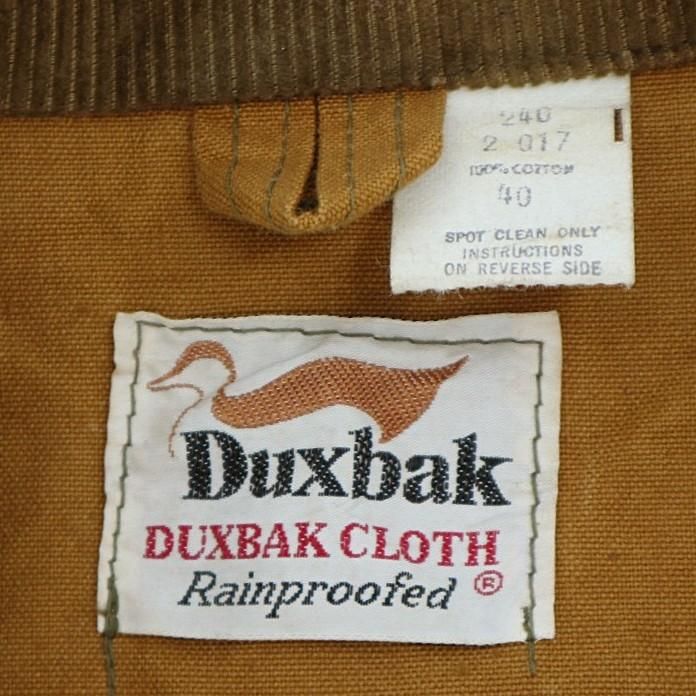 240
2 017
100% COTTON
40
SPOT CLEAN ONLY
INSTRUCTIONS
ON REVERSE SIDE
Duxbak
DUXBAK CLOTH
Rainproofed ®